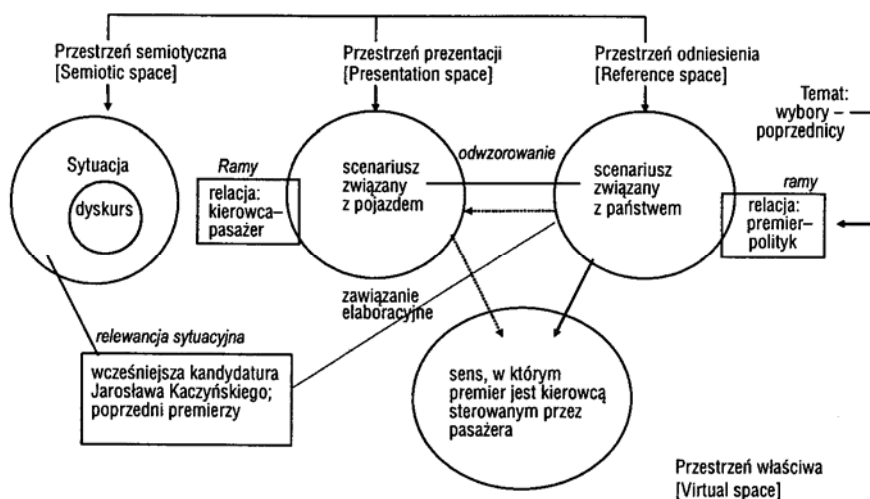 Przestrzeń semiotyczna
[Semiotic space]
Przestrzeń prezentacji
[Presentation space]
Przestrzeń odniesienia
[Reference space]
Temat:
wybory –
poprzednicy
Sytuacja
dyskurs
Ramy
relacja:
kierowca–
pasażer
scenariusz
związany
z pojazdem
odwzorowanie
scenariusz
związany
z państwem
ramy
relacja:
premier–
polityk
zawiązanie
elaboracyjne
relewancja sytuacyjna
wcześniejsza kandydatura
Jarosława Kaczyńskiego;
poprzedni premierzy
sens, w którym
premier jest kierowcą
sterowanym przez
pasażera
Przestrzeń właściwa
[Virtual space]